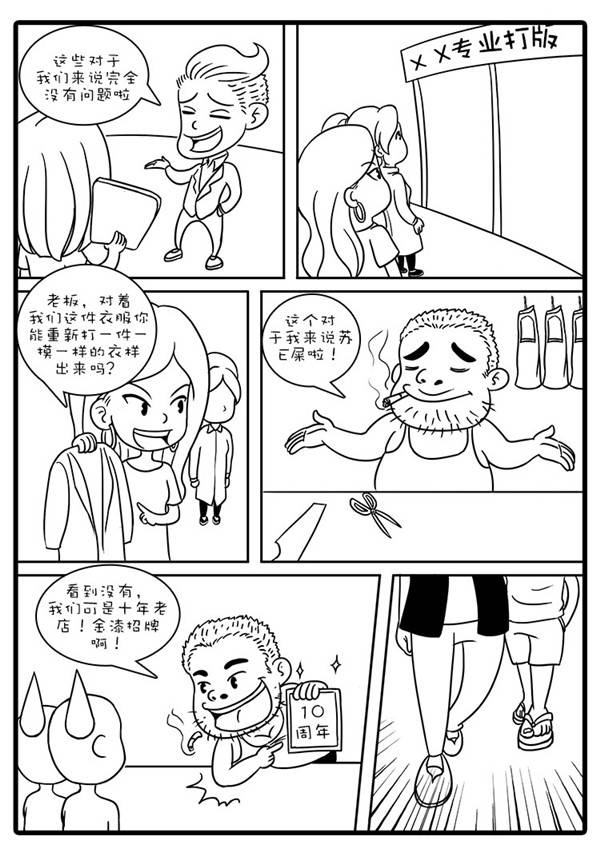 这些对于
我们来说完全
没有问题啦
××专业打版
老板，对着
我们这件衣服你
能重新打一件一
模一样的衣样
出来吗？
这个对
于我来说苏
E屎啦！
看到没有，
我们可是十年老
店！金漆招牌
啊！
10
周年